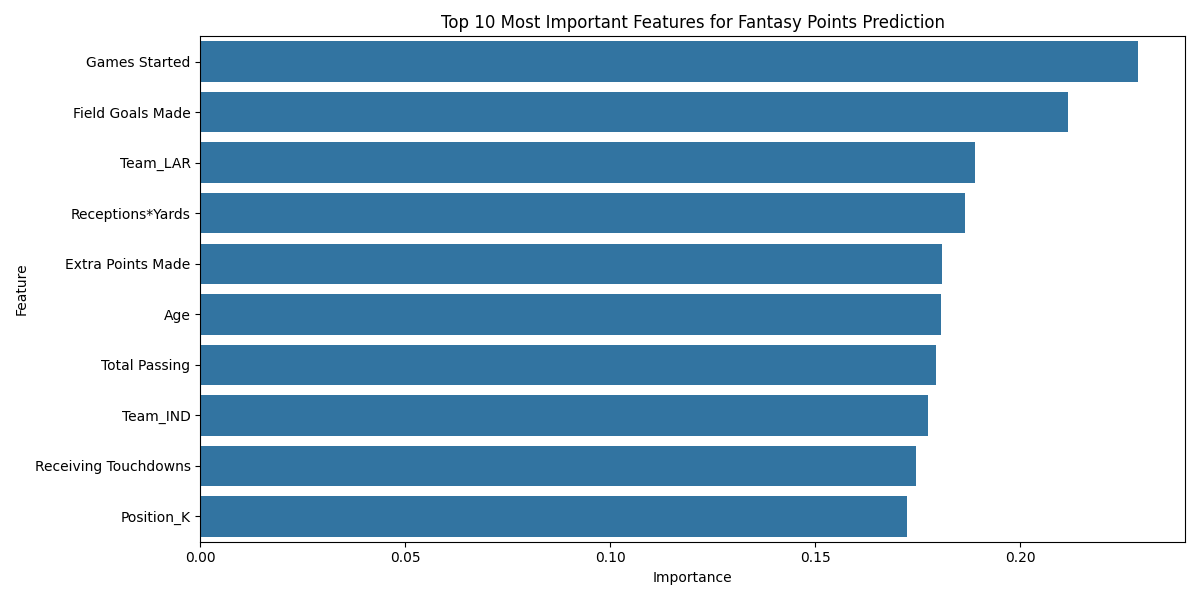 Top 10 Most Important Features for Fantasy Points Prediction
Feature
Games Started
Field Goals Made
Team_LAR
Receptions*Yards
Extra Points Made
Age
Total Passing
Team_IND
Receiving Touchdowns
Position_K
0.00 0.05 0.10 0.15 0.20
Importance